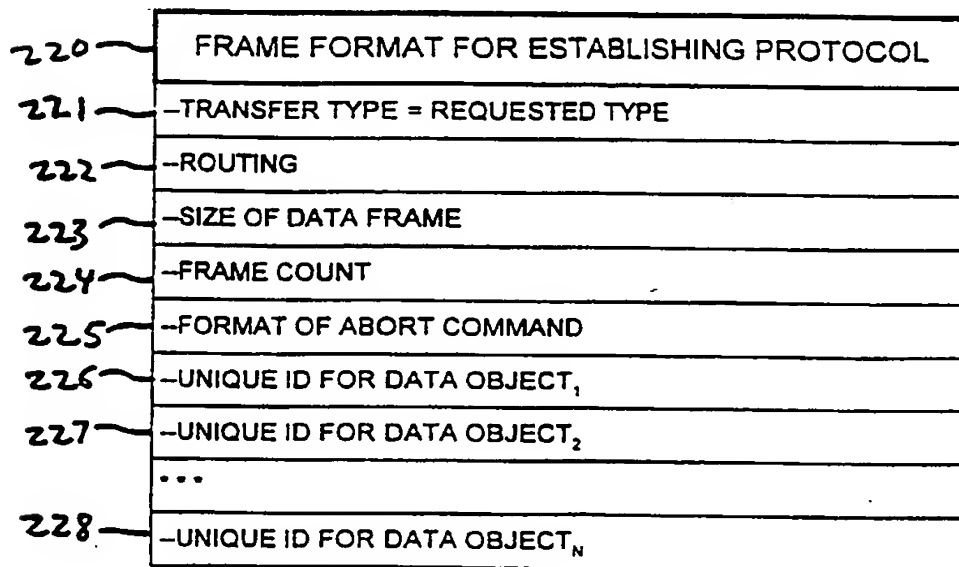 220 FRAME FORMAT FOR ESTABLISHING PROTOCOL
221 –TRANSFER TYPE = REQUESTED TYPE
222 –ROUTING
223 –SIZE OF DATA FRAME
224 –FRAME COUNT
225 –FORMAT OF ABORT COMMAND
226 –UNIQUE ID FOR DATA OBJECT₁
227 –UNIQUE ID FOR DATA OBJECT₂
...
228 –UNIQUE ID FOR DATA OBJECT_N